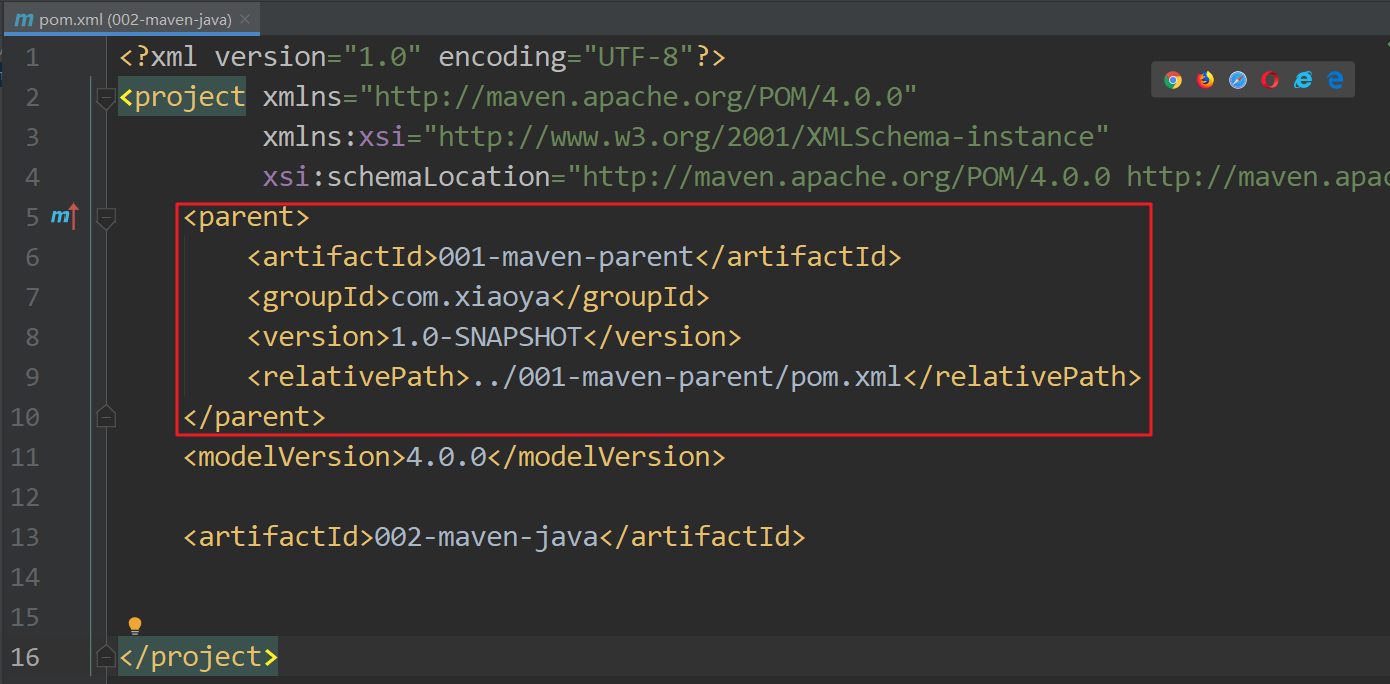 pom.xml (002-maven-java)
1 <?xml version="1.0" encoding="UTF-8"?>
2 <project xmlns="http://maven.apache.org/POM/4.0.0"
3 xmlns:xsi="http://www.w3.org/2001/XMLSchema-instance"
4 xsi:schemaLocation="http://maven.apache.org/POM/4.0.0 http://maven.apac
5 <parent>
6 <artifactId>001-maven-parent</artifactId>
7 <groupId>com.xiaoya</groupId>
8 <version>1.0-SNAPSHOT</version>
9 <relativePath>../001-maven-parent/pom.xml</relativePath>
10 </parent>
11 <modelVersion>4.0.0</modelVersion>
12
13 <artifactId>002-maven-java</artifactId>
14
15
16 </project>